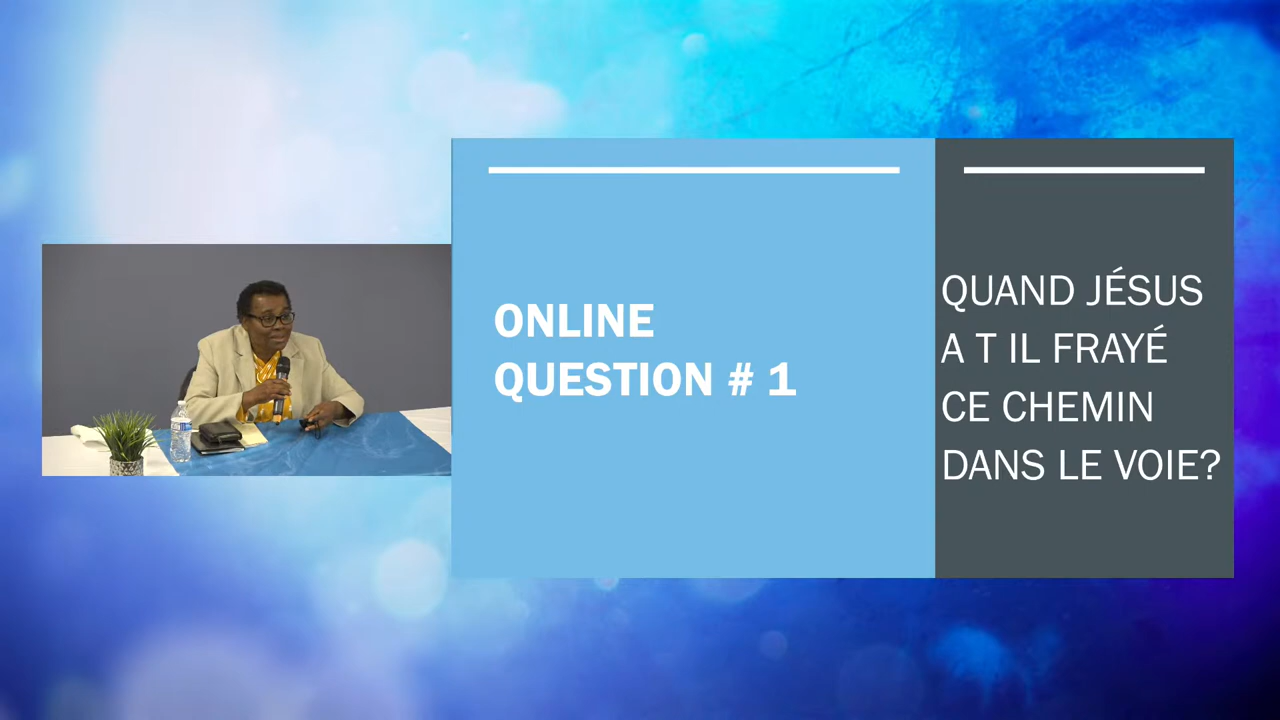 ONLINE
QUESTION # 1
QUAND JÉSUS
A T IL FRAYÉ
CE CHEMIN
DANS LE VOIE?